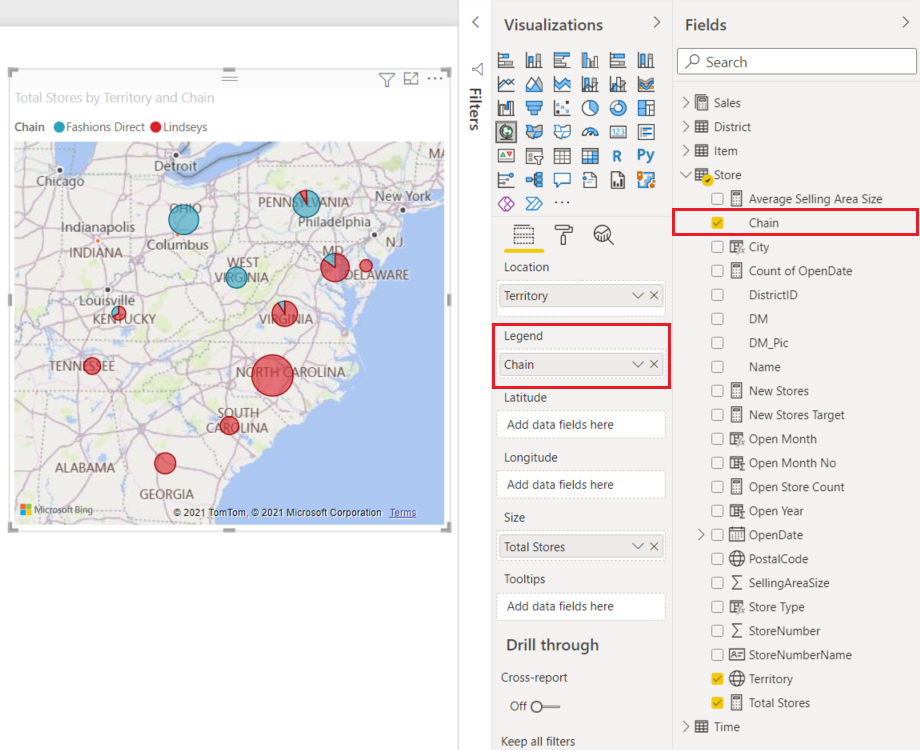 Total Stores by Territory and Chain
Chain Fashions Direct Lindseys
MA
Detroit
Chicago
PENNSYLVANIA
New York
OHIO
Philadelphia
Indianapolis
Columbus
NJ
INDIANA
MD
WEST
VIRGINIA
DELAWARE
Louisville
KENTUCKY
VIRGINIA
TENNESSEE
NORTH CAROLINA
SOUTH
CAROLINA
ALABAMA
GEORGIA
Microsoft Bing
© 2021 TomTom, © 2021 Microsoft Corporation Terms
Filters
Visualizations
123
R
Py
Location
Territory
Legend
Chain
Latitude
Add data fields here
Longitude
Add data fields here
Size
Total Stores
Tooltips
Add data fields here
Drill through
Cross-report
Off
Keep all filters
Fields
Search
Sales
District
Item
Store
Average Selling Area Size
Chain
City
Count of OpenDate
DistrictID
DM
DM_Pic
Name
New Stores
New Stores Target
Open Month
Open Month No
Open Store Count
Open Year
OpenDate
PostalCode
SellingAreaSize
Store Type
StoreNumber
StoreNumberName
Territory
Total Stores
Time